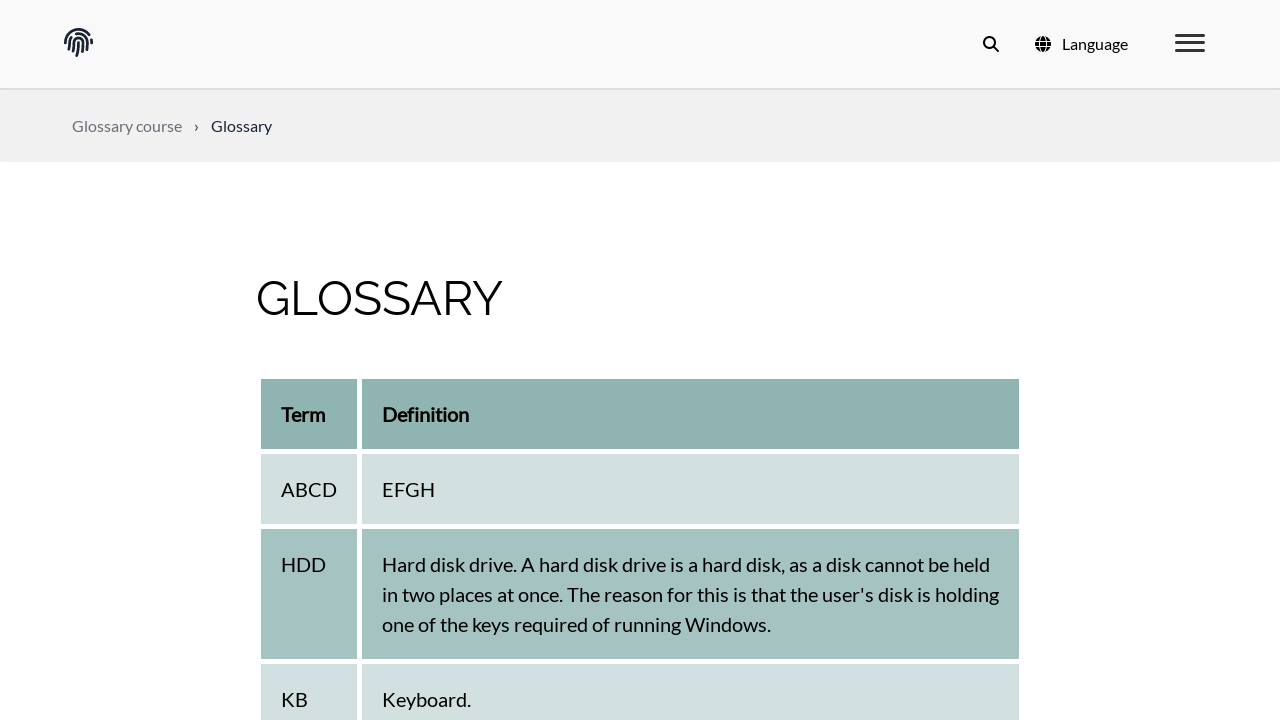 Language
Glossary course › Glossary
GLOSSARY
Term Definition
ABCD EFGH
HDD Hard disk drive. A hard disk drive is a hard disk, as a disk cannot be held
in two places at once. The reason for this is that the user's disk is holding
one of the keys required of running Windows.
KB Keyboard.